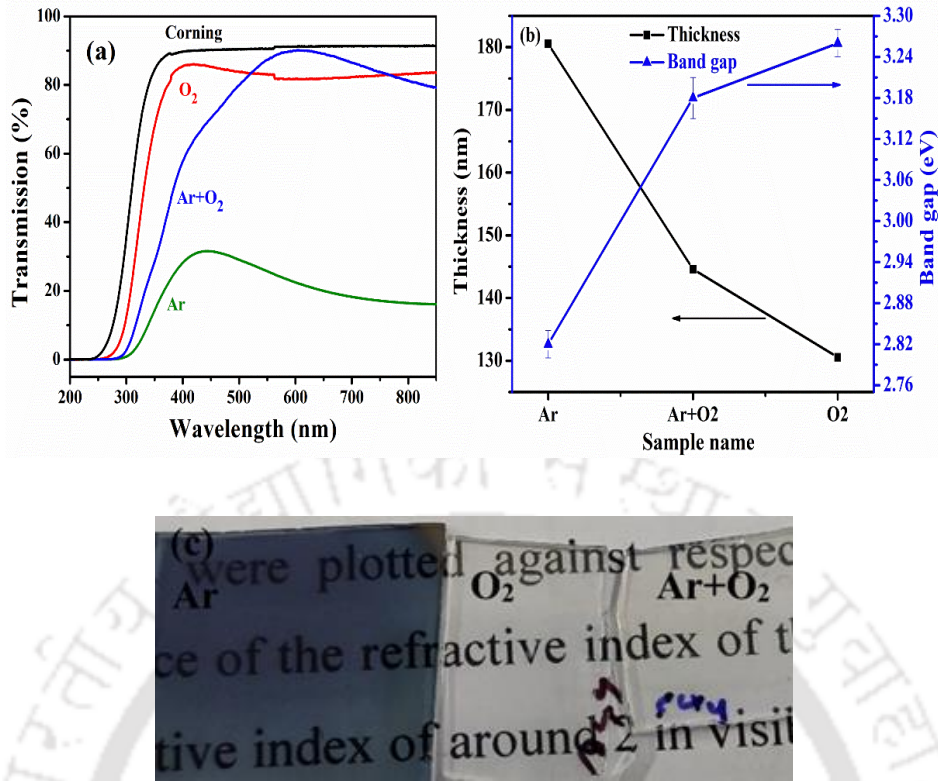 (a)
Corning
O₂
Ar+O₂
Ar
Transmission (%)
100
80
60
40
20
0
200 300 400 500 600 700 800
Wavelength (nm)
(b)
Thickness
Band gap
Thickness (nm)
180
170
160
150
140
130
Band gap (eV)
3.30
3.24
3.18
3.12
3.06
3.00
2.94
2.88
2.82
2.76
Ar Ar+O2 O2
Sample name
(c)
were plotted against respec
Ar O₂ Ar+O₂
ce of the refractive index of t
tive index of around 2 in visib